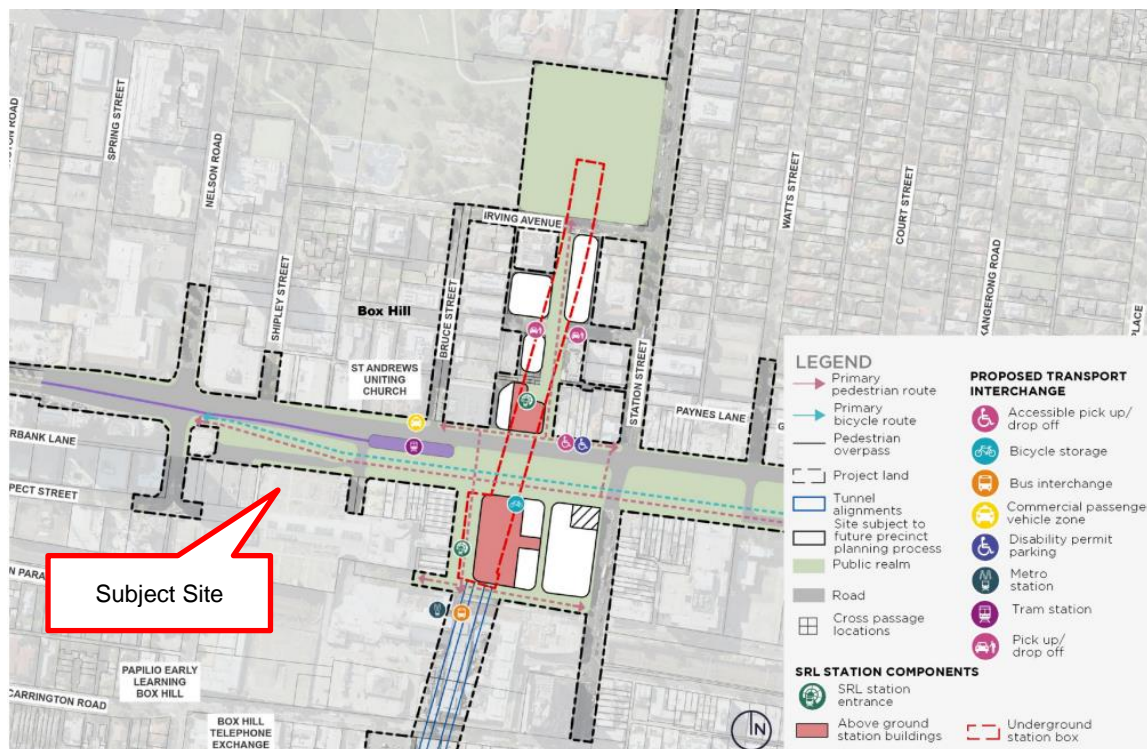 SPRING STREET
NELSON ROAD
SHIPLEY STREET
Box Hill
BRUCE STREET
IRVING AVENUE
ST ANDREWS
UNITING
CHURCH
STATION STREET
PAYNES LANE
WATTS STREET
COURT STREET
KANGERONG ROAD
PLACE
RBANK LANE
PECT STREET
N PARA
Subject Site
PAPILIO EARLY
LEARNING
BOX HILL
CARRINGTON ROAD
BOX HILL
TELEPHONE
EXCHANGE
N
LEGEND
Primary
pedestrian route
Primary
bicycle route
Pedestrian
overpass
Project land
Tunnel
alignments
Site subject to
future precinct
planning process
Public realm
Road
Cross passage
locations
PROPOSED TRANSPORT
INTERCHANGE
Accessible pick up/
drop off
Bicycle storage
Bus interchange
Commercial passenge
vehicle zone
Disability permit
parking
Metro
station
Tram station
Pick up/
drop off
SRL STATION COMPONENTS
SRL station
entrance
Above ground
station buildings
Underground
station box